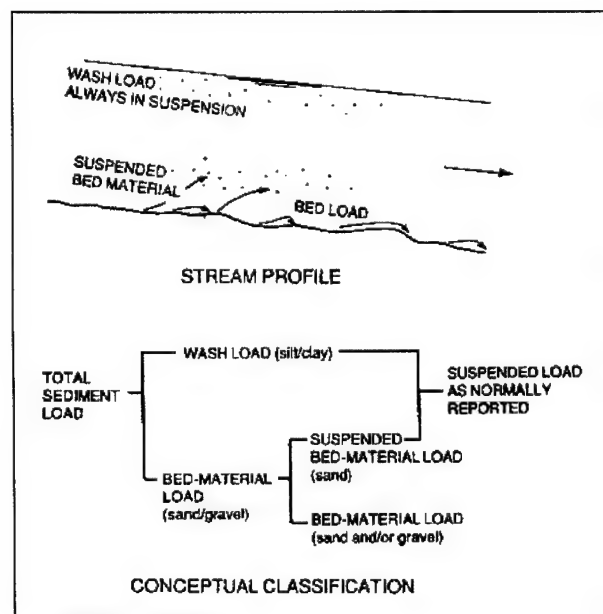 WASH LOAD
ALWAYS IN SUSPENSION
SUSPENDED
BED MATERIAL
BED LOAD
STREAM PROFILE
WASH LOAD (silt/clay)
TOTAL
SEDIMENT
LOAD
SUSPENDED LOAD
AS NORMALLY
REPORTED
SUSPENDED
BED-MATERIAL LOAD
(sand)
BED-MATERIAL
LOAD
(sand/gravel)
BED-MATERIAL LOAD
(sand and/or gravel)
CONCEPTUAL CLASSIFICATION